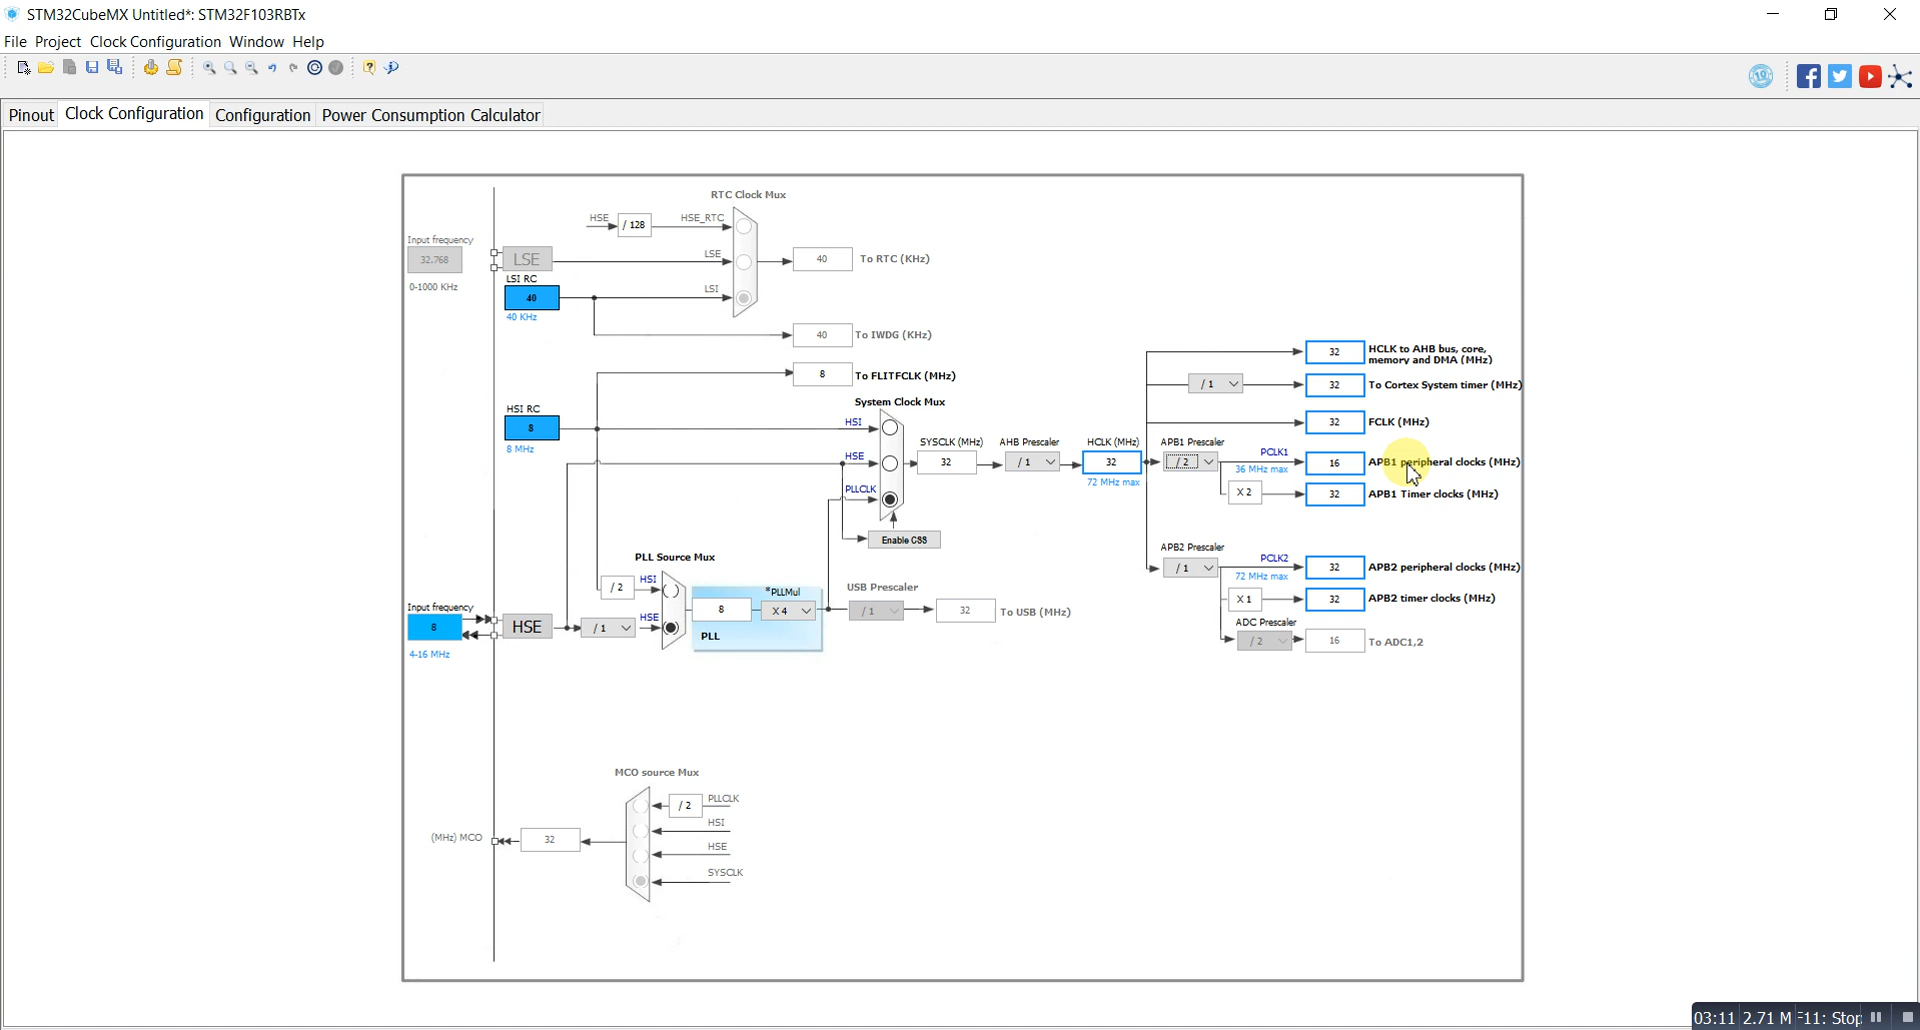 STM32CubeMX Untitled*: STM32F103RBTx
File Project Clock Configuration Window Help
Pinout Clock Configuration Configuration Power Consumption Calculator
RTC Clock Mux
HSE / 128 HSE_RTC
Input frequency
32.768
0-1000 KHz
LSE
LSE
40 To RTC (KHz)
LSI RC
40
40 KHz
LSI
40 To IWDG (KHz)
8 To FLITFCLK (MHz)
System Clock Mux
HSI RC
8
8 MHz
HSI
HSE
PLLCLK
Enable CSS
SYSCLK (MHz)
32
AHB Prescaler
/ 1
HCLK (MHz)
32
72 MHz max
32 HCLK to AHB bus, core,
memory and DMA (MHz)
/ 1 32 To Cortex System timer (MHz)
32 FCLK (MHz)
APB1 Prescaler
/ 2
PCLK1
36 MHz max
16 APB1 peripheral clocks (MHz)
X 2 32 APB1 Timer clocks (MHz)
APB2 Prescaler
/ 1
PCLK2
72 MHz max
32 APB2 peripheral clocks (MHz)
X 1 32 APB2 timer clocks (MHz)
ADC Prescaler
/ 2 16 To ADC1,2
PLL Source Mux
/ 2 HSI
Input frequency
8
4-16 MHz
HSE
/ 1 HSE
8
*PLLMul
X 4
PLL
USB Prescaler
/ 1 32 To USB (MHz)
MCO source Mux
/ 2 PLLCLK
HSI
HSE
SYSCLK
(MHz) MCO 32
03:11 2.71 M F11: Stop